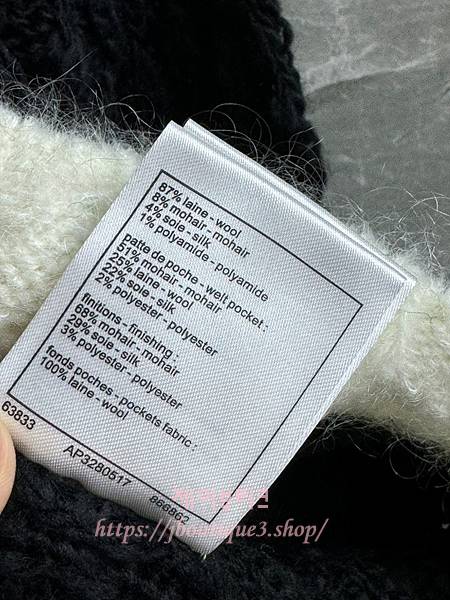 87% laine - wool
8% mohair - mohair
4% soie - silk
1% polyamide - polyamide
patte de poche - welt pocket :
51% mohair - mohair
25% laine - wool
22% soie - silk
2% polyester - polyester
finitions - finishing :
68% mohair - mohair
29% soie - silk
3% polyester - polyester
fonds poches - pockets fabric :
100% laine - wool
63833
AP3280517
886862
https://jboutique3.shop/